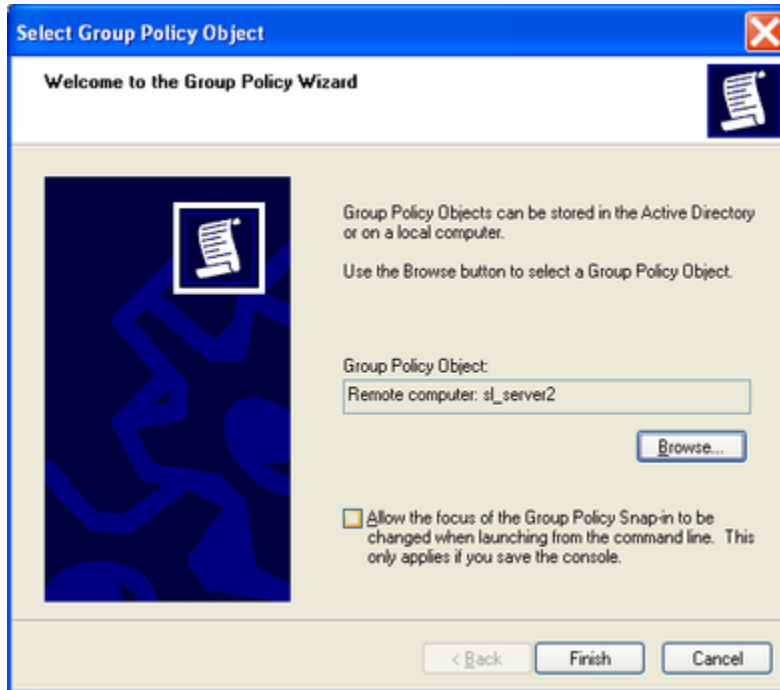 Select Group Policy Object
Welcome to the Group Policy Wizard
Group Policy Objects can be stored in the Active Directory
or on a local computer.
Use the Browse button to select a Group Policy Object.
Group Policy Object:
Remote computer: sl_server2
Browse...
Allow the focus of the Group Policy Snap-in to be
changed when launching from the command line. This
only applies if you save the console.
< Back
Finish
Cancel